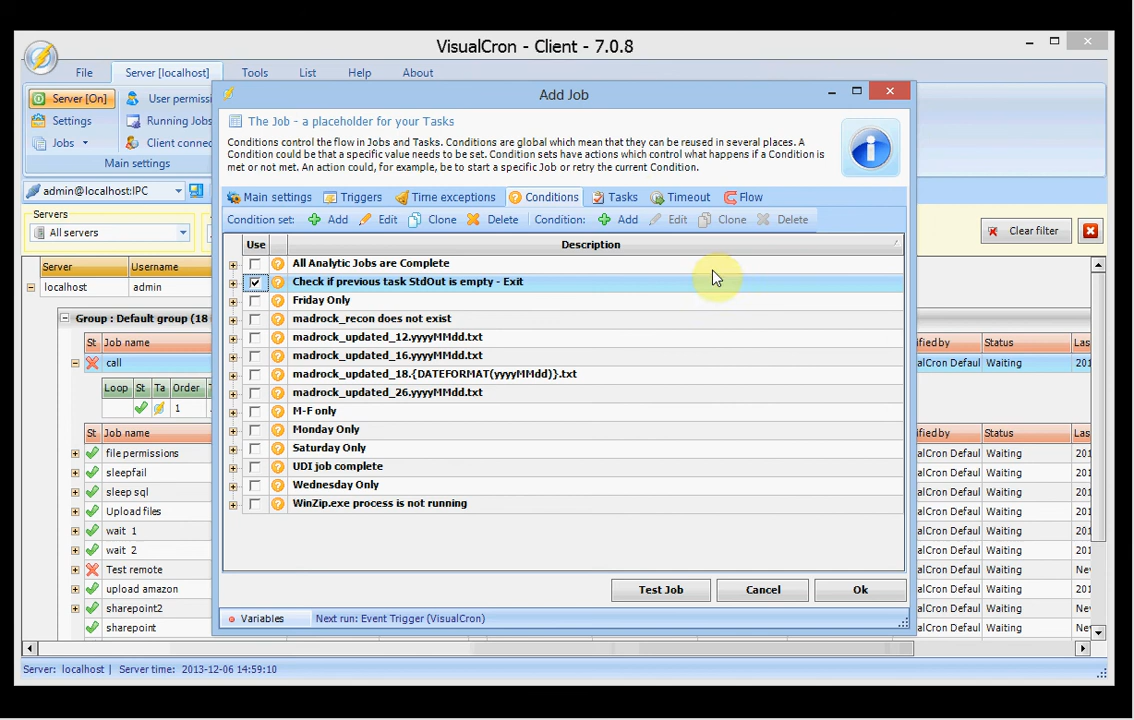 VisualCron - Client - 7.0.8
File Server [localhost] Tools List Help About
Server [On] User permissi
Settings Running Jobs
Jobs Client connec
Main settings
admin@localhost:IPC
Servers
All servers
Clear filter
Server Username
localhost admin
Group : Default group (18
St Job name ified by Status Las
call alCron Defaul Waiting 201
Loop St Ta Order
1
St Job name ified by Status Las
file permissions alCron Defaul Waiting 201
sleepfail alCron Defaul Waiting 201
sleep sql alCron Defaul Waiting 201
Upload files alCron Defaul Waiting 201
wait 1 alCron Defaul Waiting 201
wait 2 alCron Defaul Waiting 201
Test remote alCron Defaul Waiting Ne
upload amazon alCron Defaul Waiting 201
sharepoint2 alCron Defaul Waiting 201
sharepoint alCron Defaul Waiting 201
Server: localhost | Server time: 2013-12-06 14:59:10
Add Job
The Job - a placeholder for your Tasks
Conditions control the flow in Jobs and Tasks. Conditions are global which mean that they can be reused in several places. A
Condition could be that a specific value needs to be set. Condition sets have actions which control what happens if a Condition is
met or not met. An action could, for example, be to start a specific Job or retry the current Condition.
Main settings Triggers Time exceptions Conditions Tasks Timeout Flow
Condition set: Add Edit Clone Delete Condition: Add Edit Clone Delete
Use Description
All Analytic Jobs are Complete
Check if previous task StdOut is empty - Exit
Friday Only
madrock_recon does not exist
madrock_updated_12.yyyyMMdd.txt
madrock_updated_16.yyyyMMdd.txt
madrock_updated_18.{DATEFORMAT(yyyyMMdd)}.txt
madrock_updated_26.yyyyMMdd.txt
M-F only
Monday Only
Saturday Only
UDI job complete
Wednesday Only
WinZip.exe process is not running
Test Job Cancel Ok
Variables Next run: Event Trigger (VisualCron)